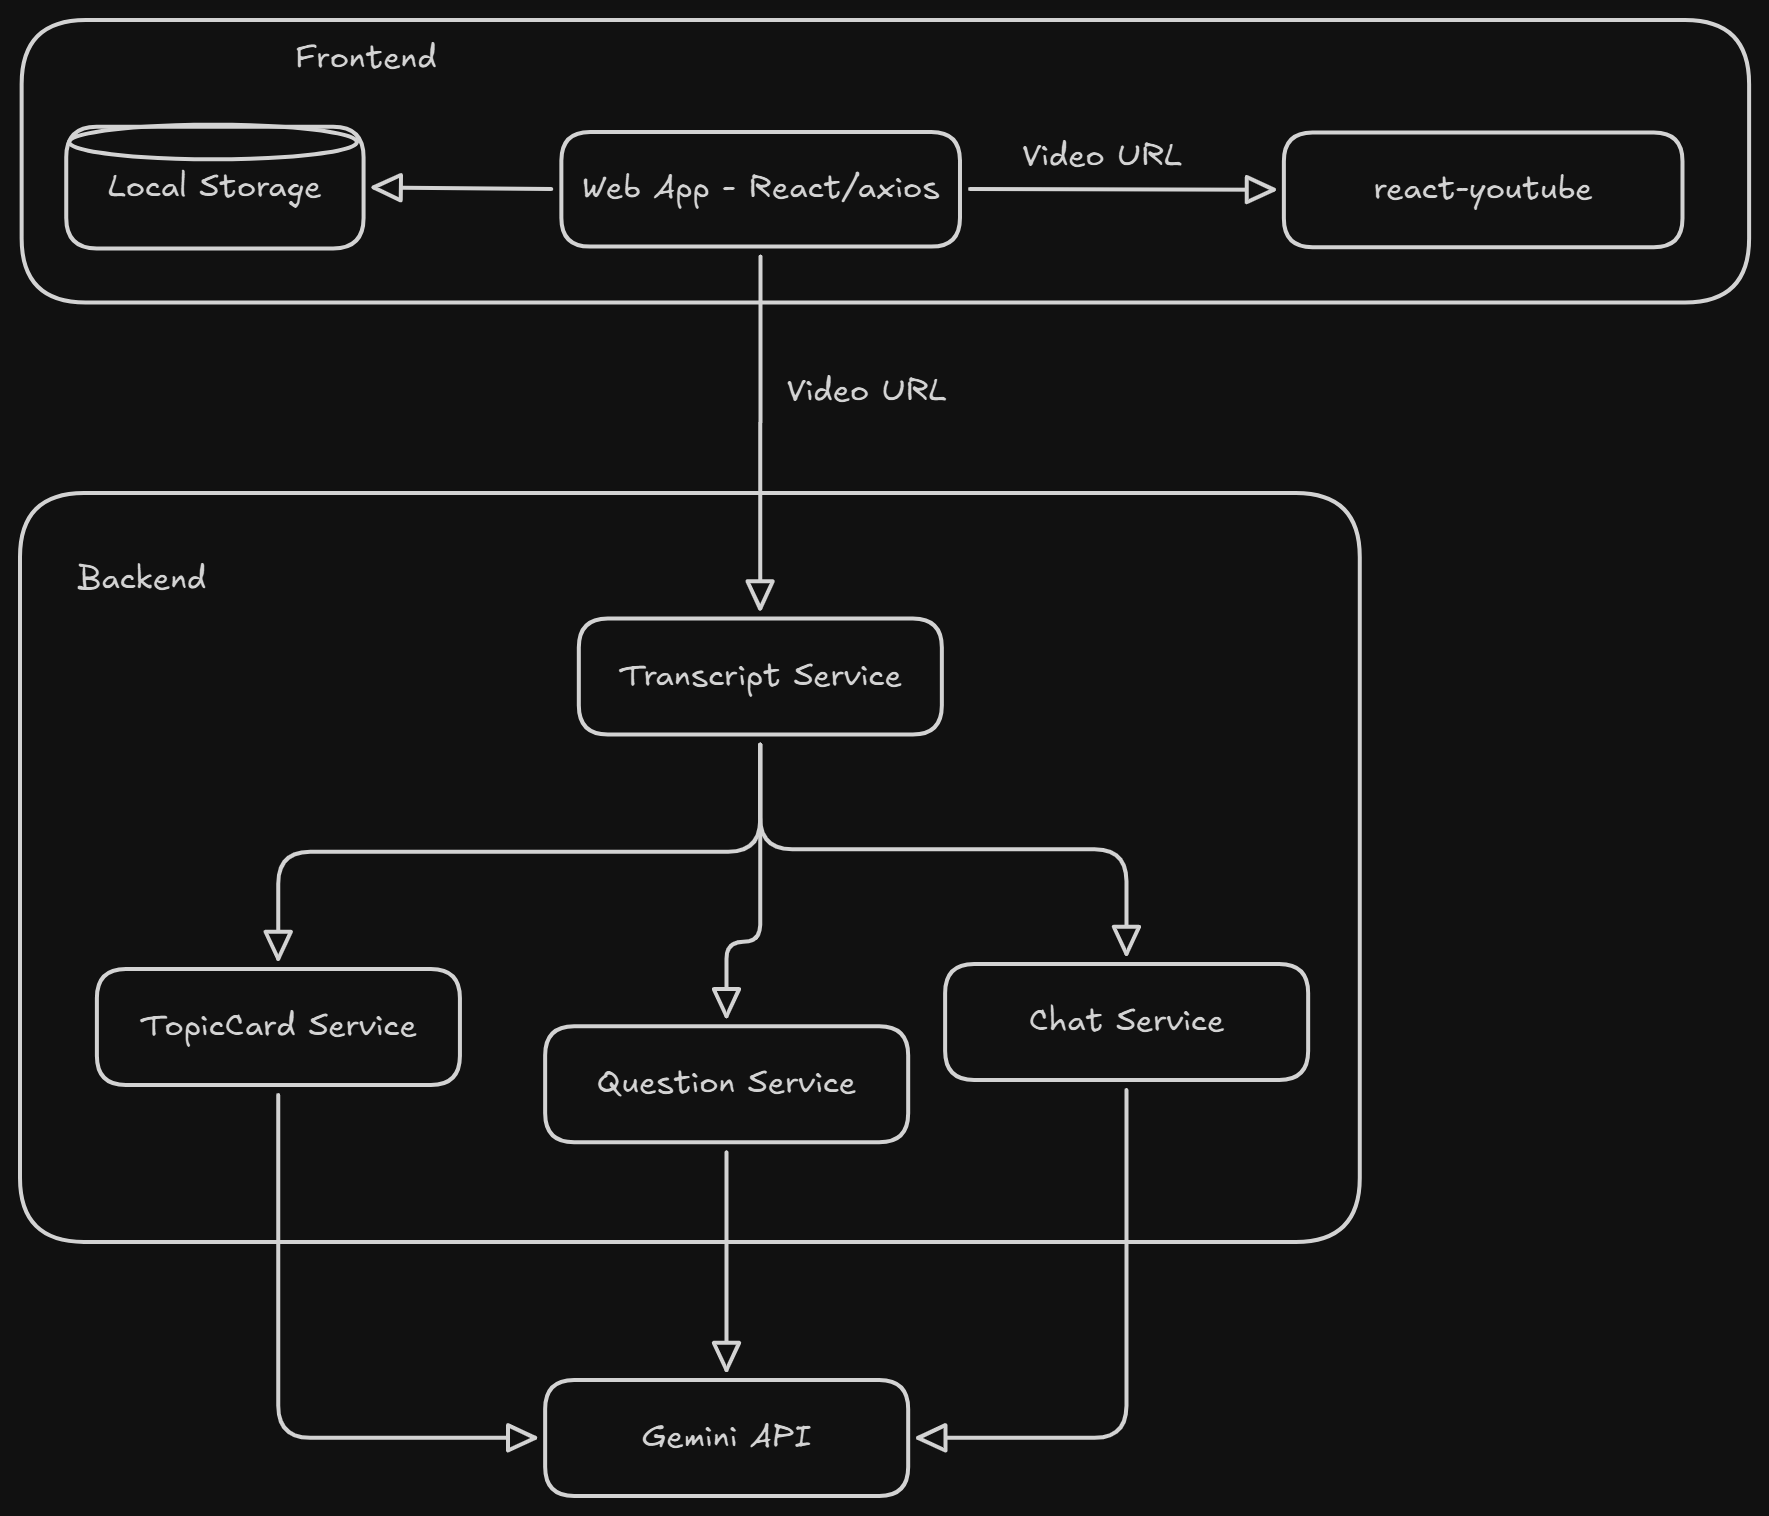 Frontend
Local Storage
Web App - React/axios
Video URL
react-youtube
Video URL
Backend
Transcript Service
TopicCard Service
Question Service
Chat Service
Gemini API